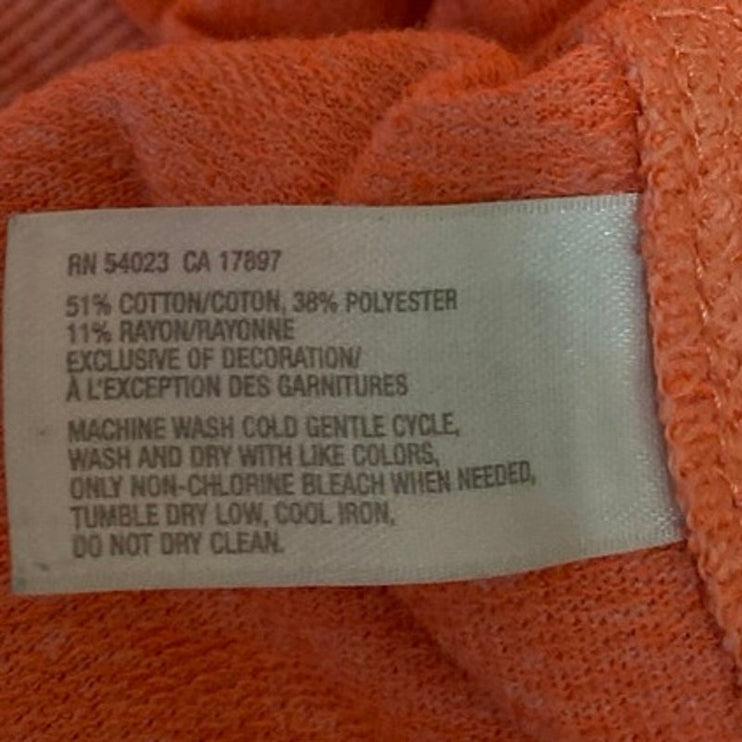 RN 54023 CA 17897
51% COTTON/COTON, 38% POLYESTER
11% RAYON/RAYONNE
EXCLUSIVE OF DECORATION/
À L'EXCEPTION DES GARNITURES
MACHINE WASH COLD GENTLE CYCLE,
WASH AND DRY WITH LIKE COLORS,
ONLY NON-CHLORINE BLEACH WHEN NEEDED,
TUMBLE DRY LOW, COOL IRON,
DO NOT DRY CLEAN.